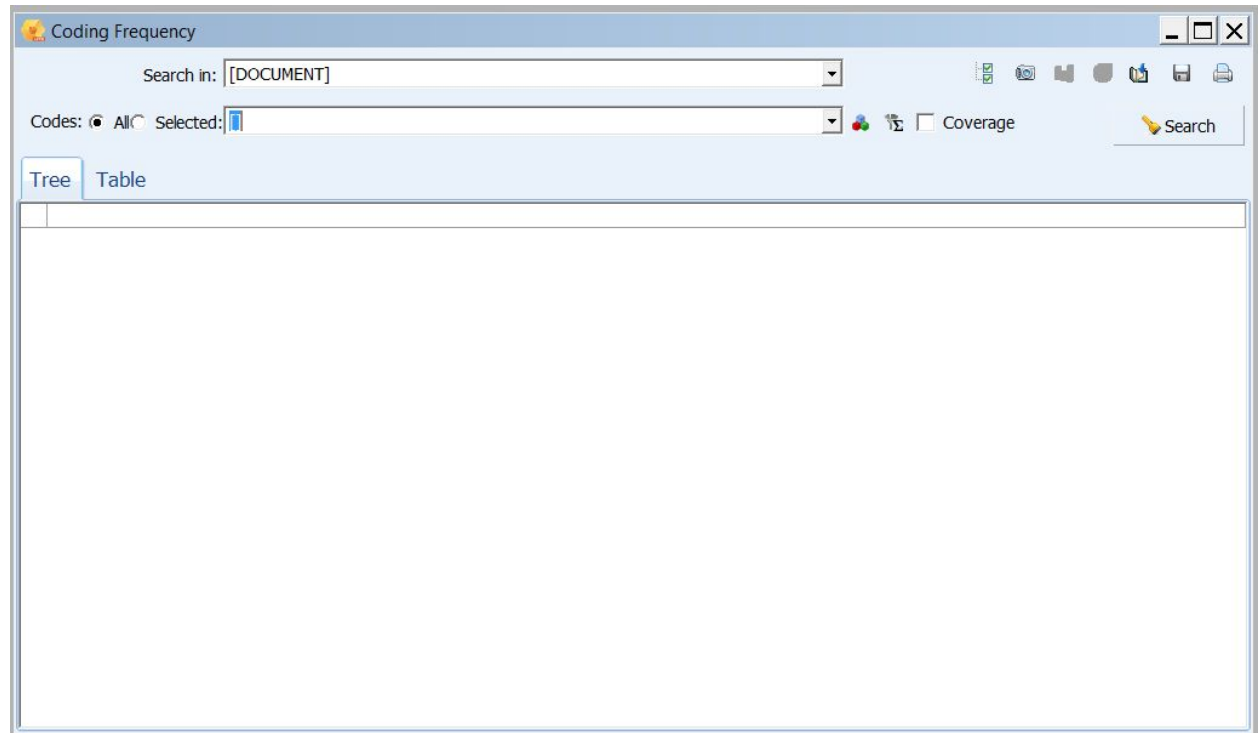 Coding Frequency
Search in: [DOCUMENT]
Codes: All Selected: Coverage Search
Tree Table